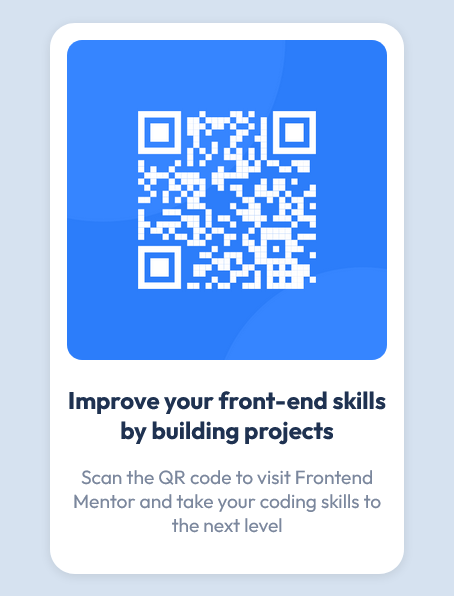 Improve your front-end skills
by building projects
Scan the QR code to visit Frontend
Mentor and take your coding skills to
the next level